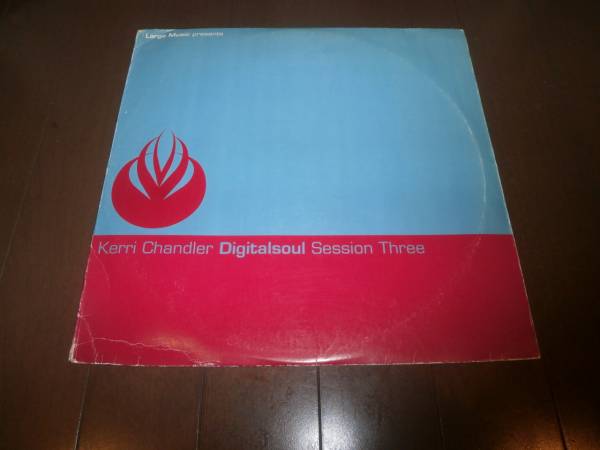 Large Music presents
Kerri Chandler Digitalsoul Session Three